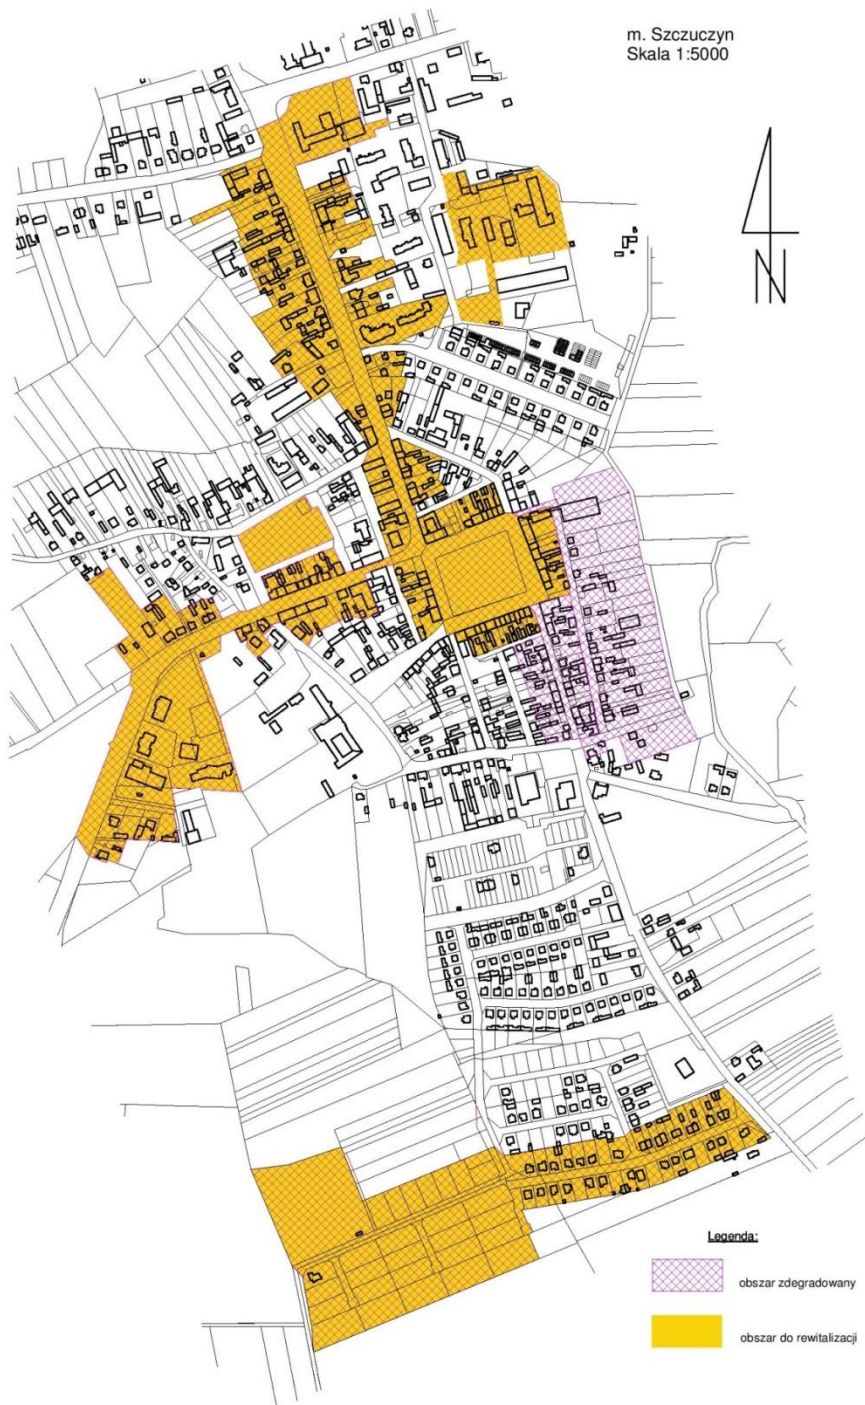 m. Szczuczyn
Skala 1:5000
N
Legenda:
obszar zdegradowany
obszar do rewitalizacji